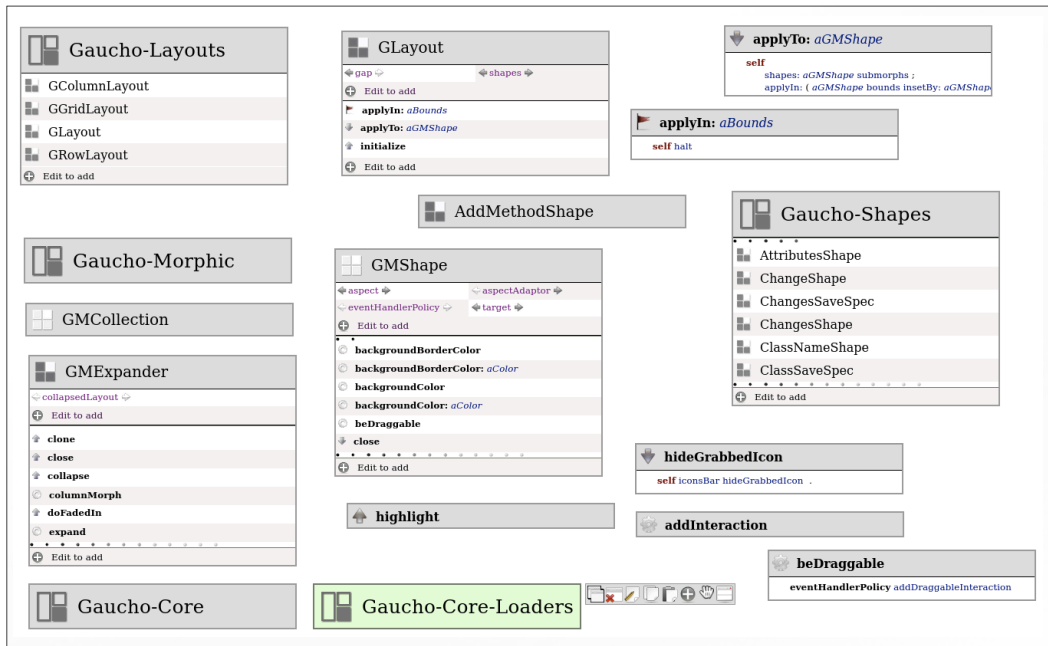 Gaucho-Layouts
GColumnLayout
GGridLayout
GLayout
GRowLayout
Edit to add
GLayout
gap shapes
Edit to add
applyIn: aBounds
applyTo: aGMShape
initialize
Edit to add
applyTo: aGMShape
self
shapes: aGMShape submorphs ;
applyIn: ( aGMShape bounds insetBy: aGMShap
applyIn: aBounds
self halt
AddMethodShape
Gaucho-Shapes
AttributesShape
ChangeShape
ChangesSaveSpec
ChangesShape
ClassNameShape
ClassSaveSpec
Edit to add
Gaucho-Morphic
GMCollection
GMShape
aspect aspectAdaptor
eventHandlerPolicy target
Edit to add
backgroundBorderColor
backgroundBorderColor: aColor
backgroundColor
backgroundColor: aColor
beDraggable
close
Edit to add
GMExpander
collapsedLayout
Edit to add
clone
close
collapse
columnMorph
doFadedIn
expand
Edit to add
hideGrabbedIcon
self iconsBar hideGrabbedIcon .
highlight
addInteraction
beDraggable
eventHandlerPolicy addDraggableInteraction
Gaucho-Core
Gaucho-Core-Loaders